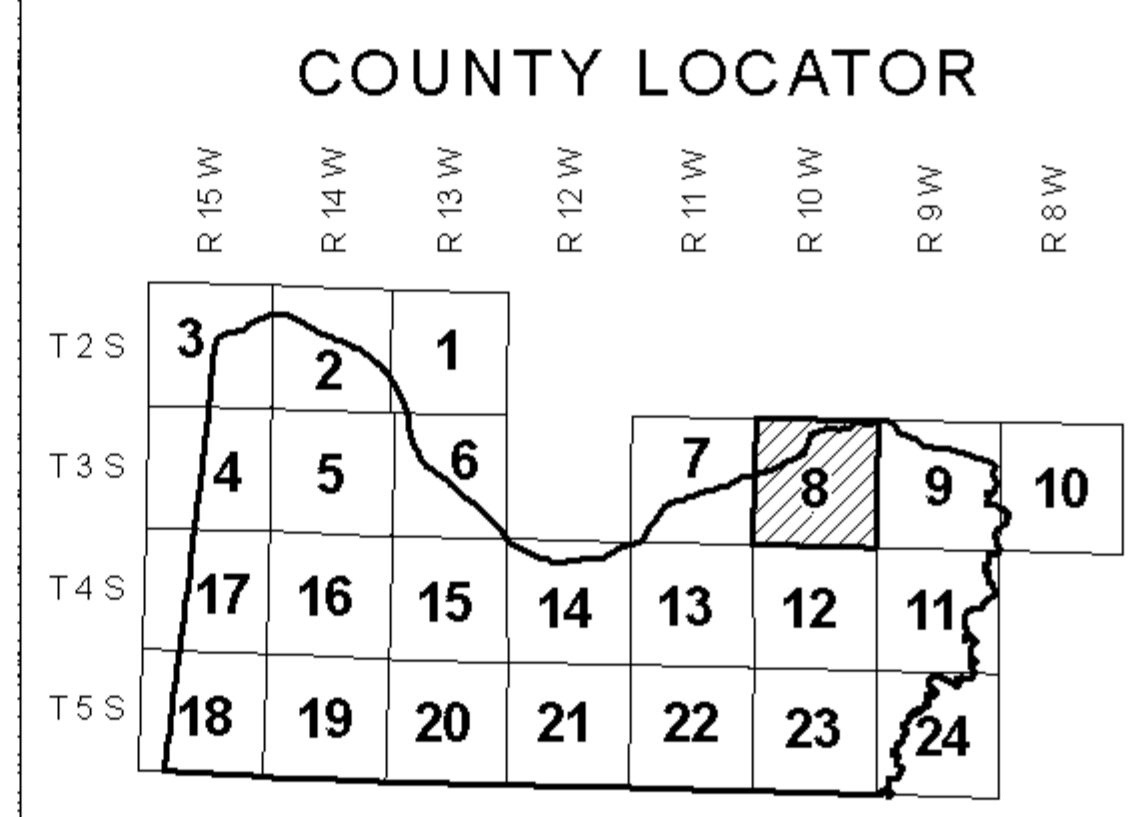 COUNTY LOCATOR
R 15 W R 14 W R 13 W R 12 W R 11 W R 10 W R 9 W R 8 W
T 2 S 3 2 1
T 3 S 4 5 6 7 8 9 10
T 4 S 17 16 15 14 13 12 11
T 5 S 18 19 20 21 22 23 24